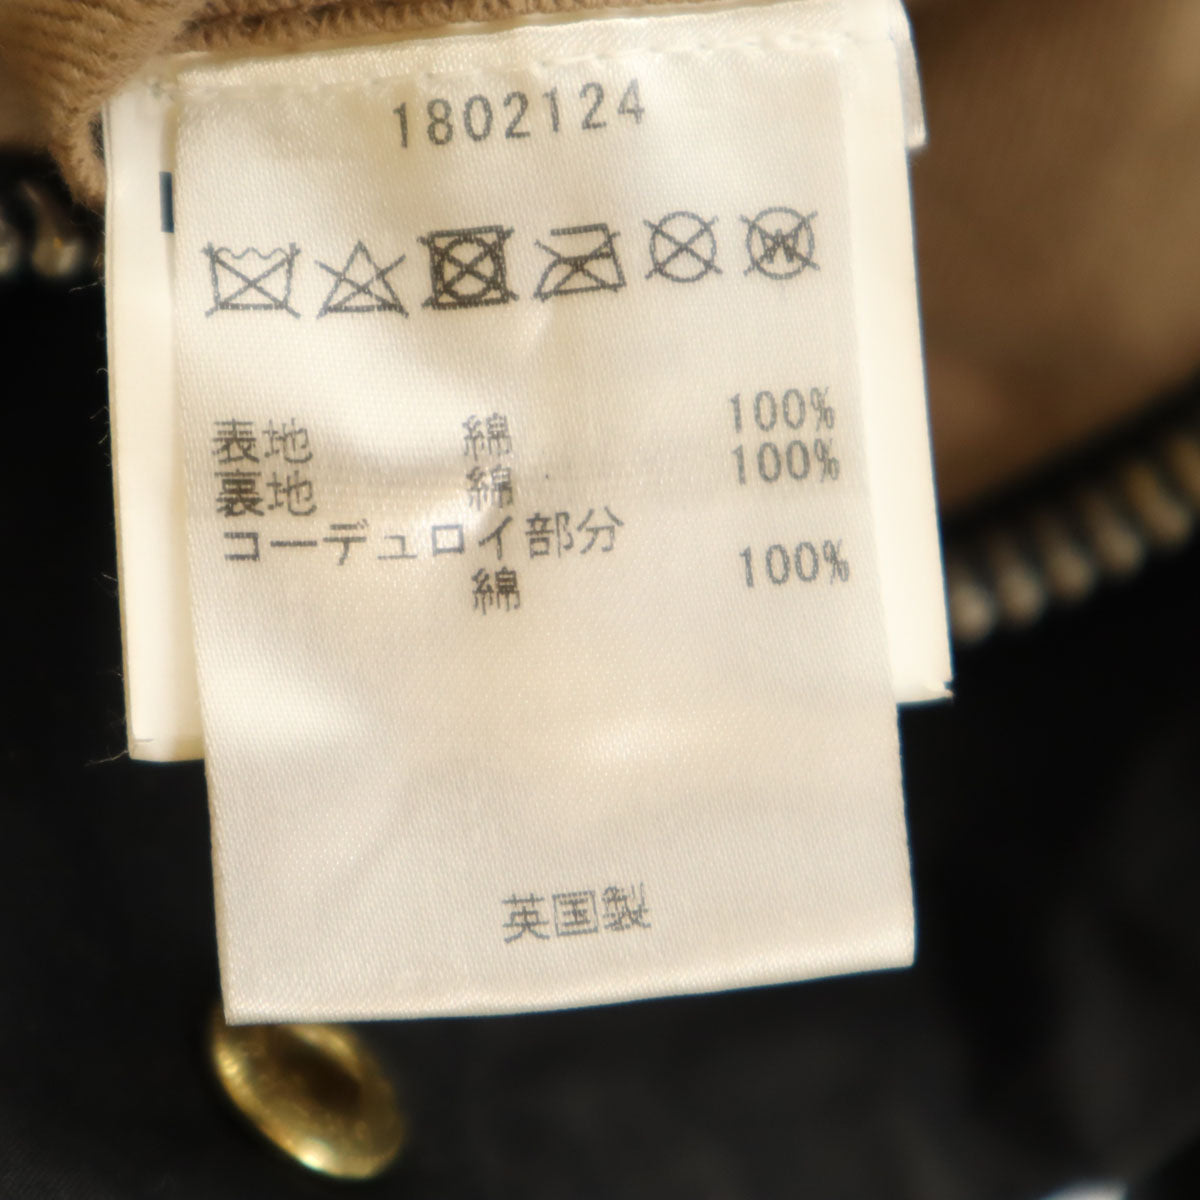 1802124
表地 綿 100%
裏地 綿 100%
コーデュロイ部分
綿 100%
英国製